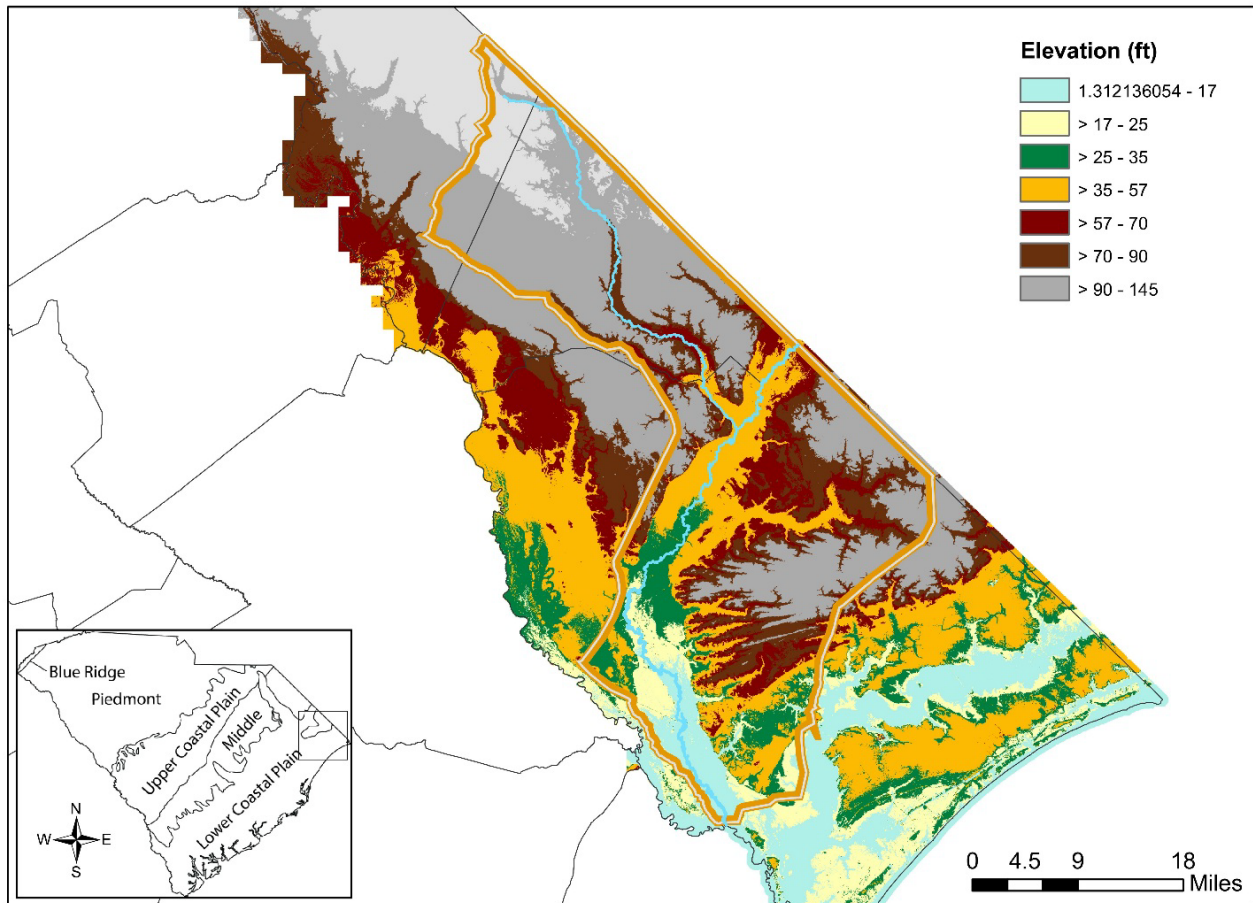 Elevation (ft)
1.312136054 - 17
> 17 - 25
> 25 - 35
> 35 - 57
> 57 - 70
> 70 - 90
> 90 - 145
Blue Ridge
Piedmont
Upper Coastal Plain
Middle
Lower Coastal Plain
N
W E
S
0 4.5 9 18
Miles